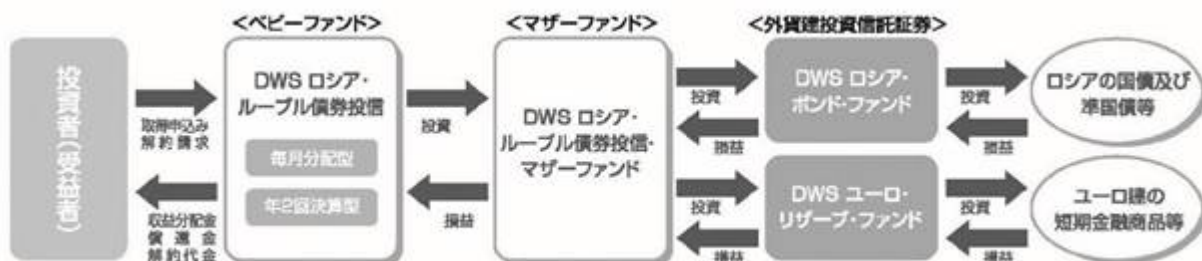 <ベビーファンド>
<マザーファンド>
<外貨建投資信託証券>
投資者(受益者)
取得申込み
解約請求
収益分配金
償還金
解約代金
DWS ロシア・
ルーブル債券投信
毎月分配型
年2回決算型
投資
損益
DWS ロシア・
ルーブル債券投信・
マザーファンド
投資
損益
投資
損益
DWS ロシア・
ボンド・ファンド
DWS ユーロ・
リザーブ・ファンド
投資
損益
投資
損益
ロシアの国債及び
準国債等
ユーロ建の
短期金融商品等